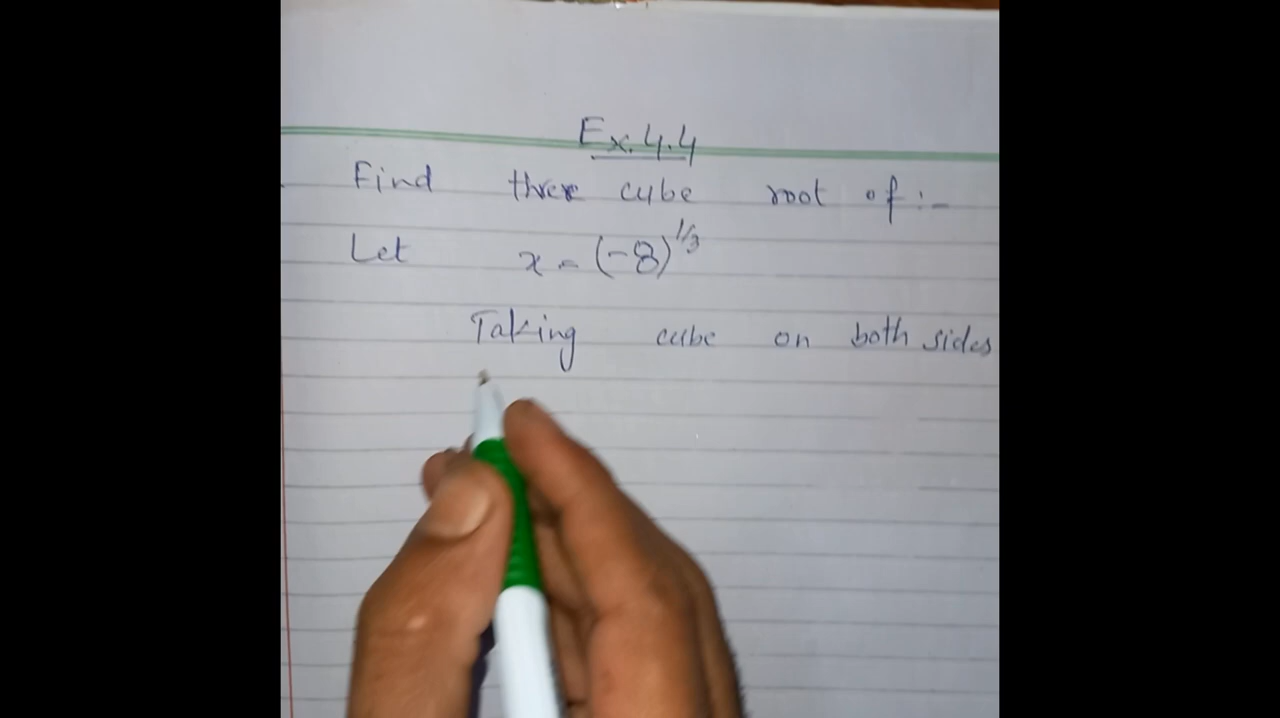 Ex.4.4
Find three cube root of:-
Let x = (-8)^1/3
Taking cube on both sides